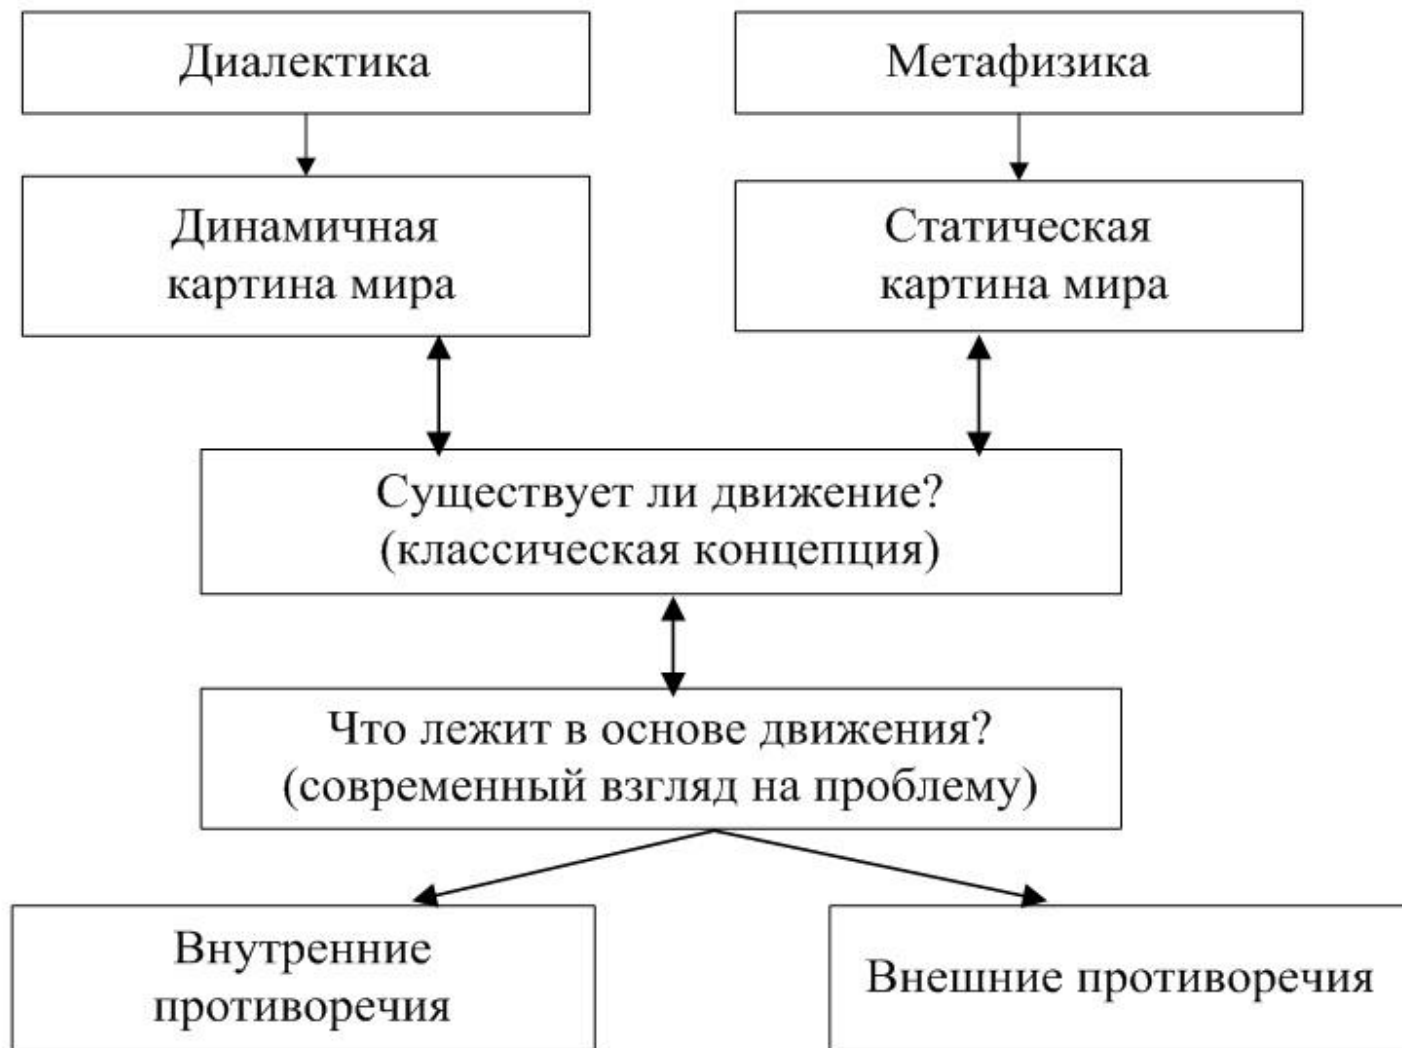 Диалектика
Метафизика
Динамичная
картина мира
Статическая
картина мира
Существует ли движение?
(классическая концепция)
Что лежит в основе движения?
(современный взгляд на проблему)
Внутренние
противоречия
Внешние противоречия